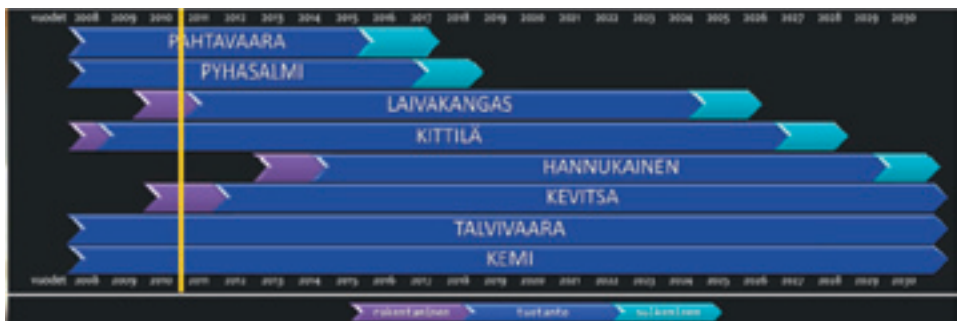 vuodet 2008 2009 2010 2011 2012 2013 2014 2015 2016 2017 2018 2019 2020 2021 2022 2023 2024 2025 2026 2027 2028 2029 2030
PAHTAVAARA
PYHASALMI
LAIVAKANGAS
KITTILÄ
HANNUKAINEN
KEVITSA
TALVIVAARA
KEMI
vuodet 2008 2009 2010 2011 2012 2013 2014 2015 2016 2017 2018 2019 2020 2021 2022 2023 2024 2025 2026 2027 2028 2029 2030
rakentaminen tuotanto sulkeminen